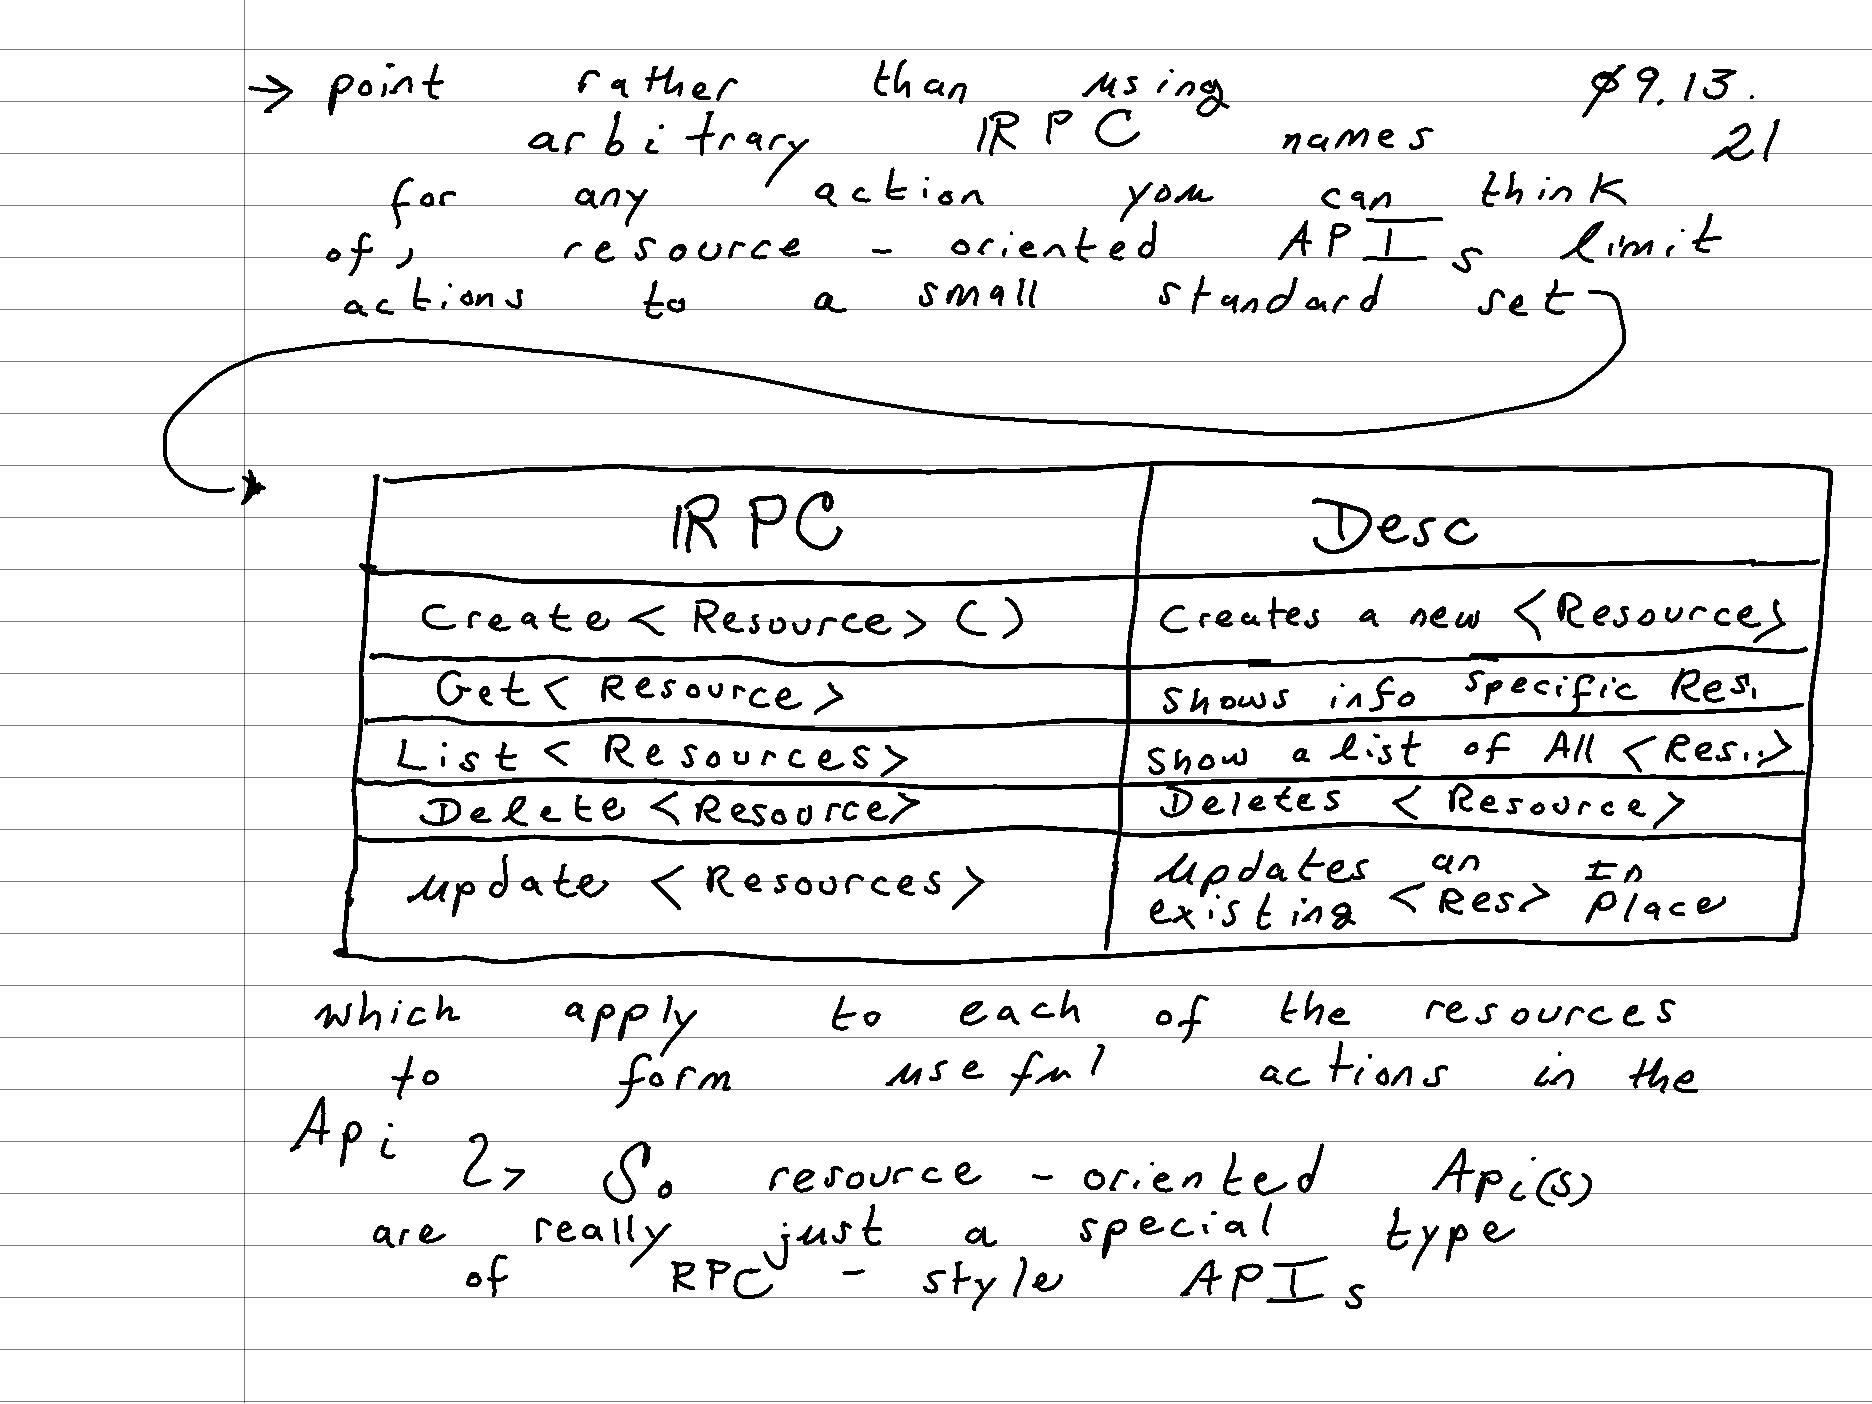 → point rather than using ø9.13.
arbitrary RPC names 21
for any action you can think
of, resource - oriented APIs limit
actions to a small standard set
RPC Desc
Create < Resource > () Creates a new <Resource>
Get < Resource > shows info specific Res.
List < Resources > show a list of All <Res..>
Delete <Resource> Deletes < Resource >
update < Resources > updates an existing <Res> In Place
which apply to each of the resources
to form useful actions in the
Api
↳ So resource - oriented Api(s)
are really just a special type
of RPC - style APIs